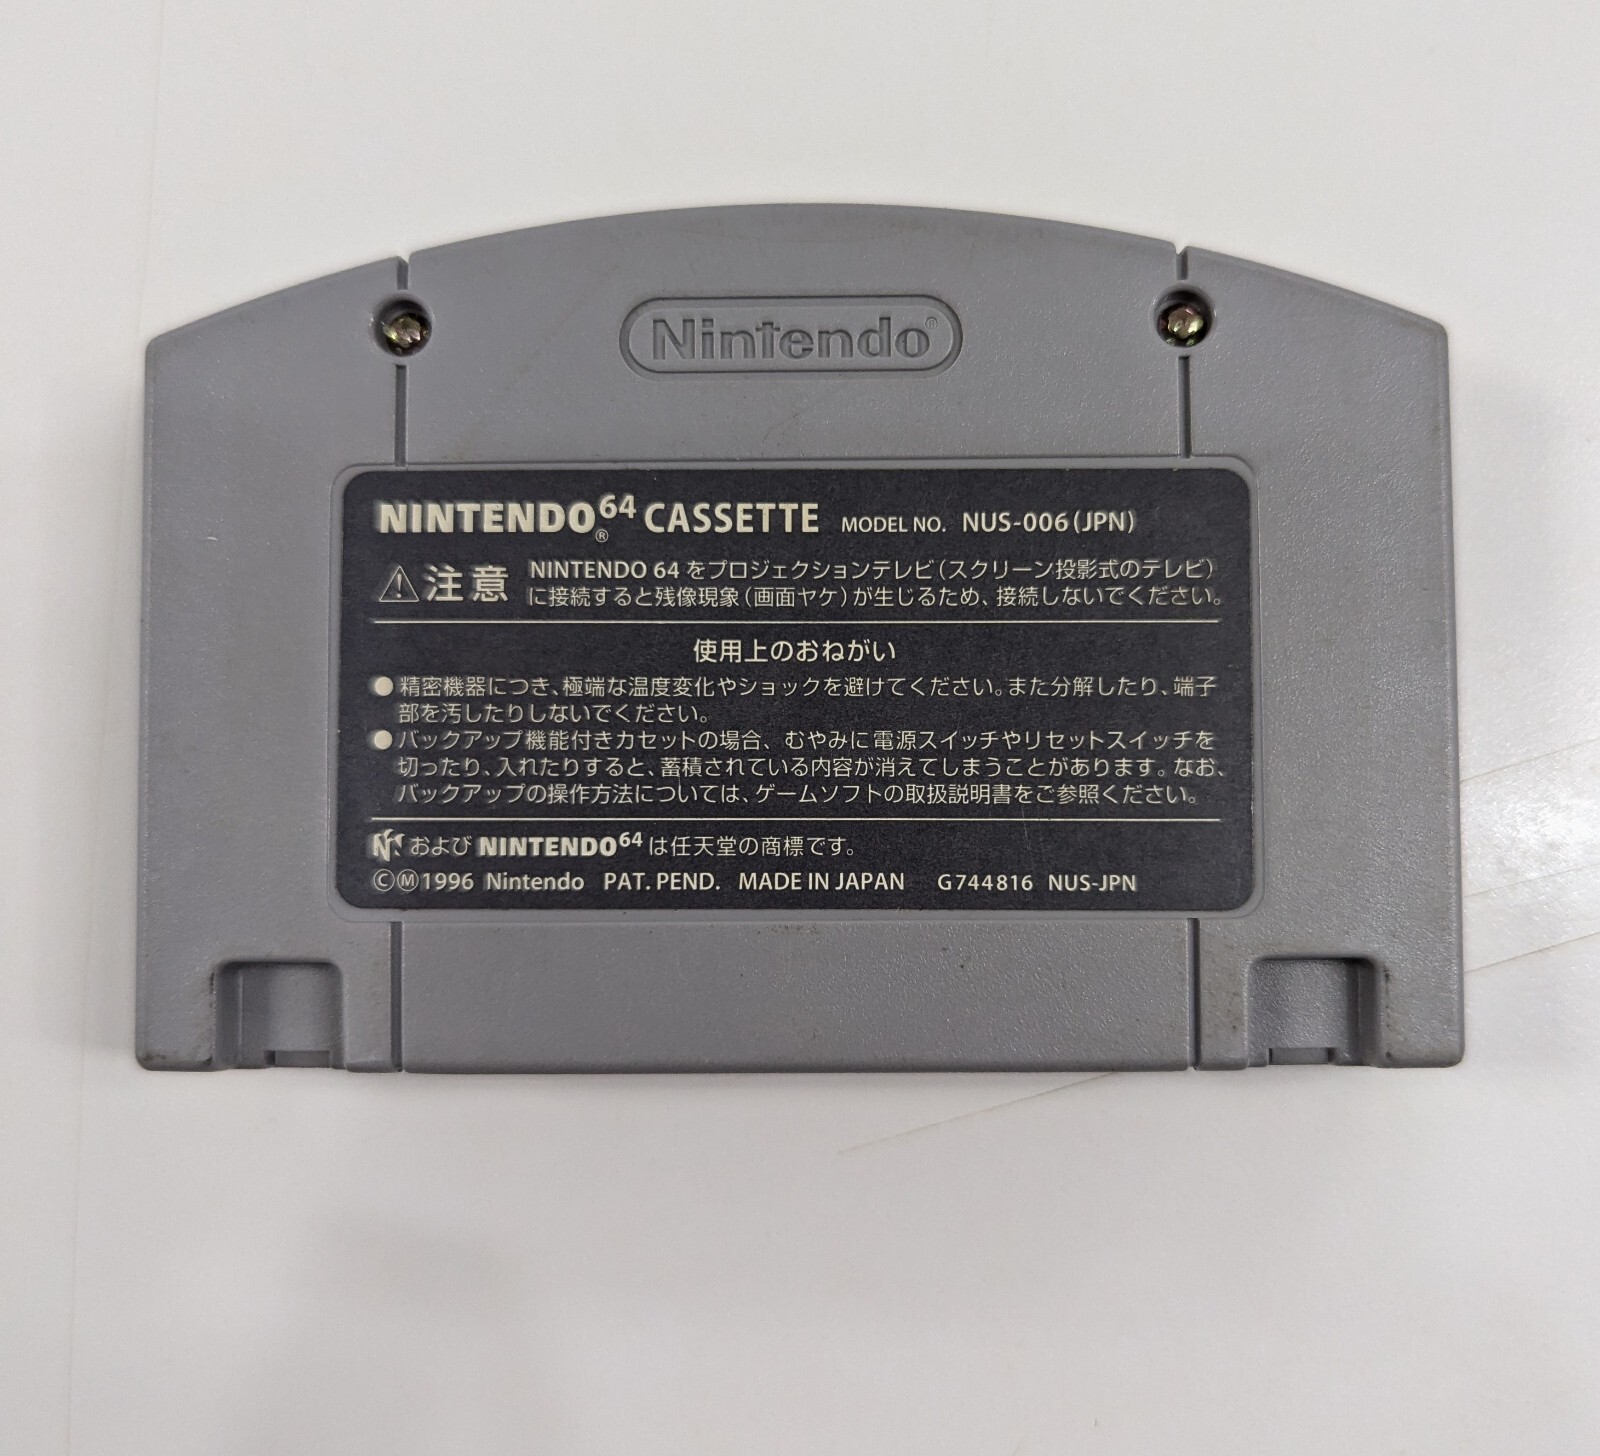 Nintendo®
NINTENDO64® CASSETTE MODEL NO. NUS-006(JPN)
注意 NINTENDO 64をプロジェクションテレビ(スクリーン投影式のテレビ)
に接続すると残像現象(画面ヤケ)が生じるため、接続しないでください。
使用上のおねがい
●精密機器につき、極端な温度変化やショックを避けてください。また分解したり、端子
部を汚したりしないでください。
●バックアップ機能付きカセットの場合、むやみに電源スイッチやリセットスイッチを
切ったり、入れたりすると、蓄積されている内容が消えてしまうことがあります。なお、
バックアップの操作方法については、ゲームソフトの取扱説明書をご参照ください。
および NINTENDO64は任天堂の商標です。
©Ⓜ1996 Nintendo PAT. PEND. MADE IN JAPAN G744816 NUS-JPN